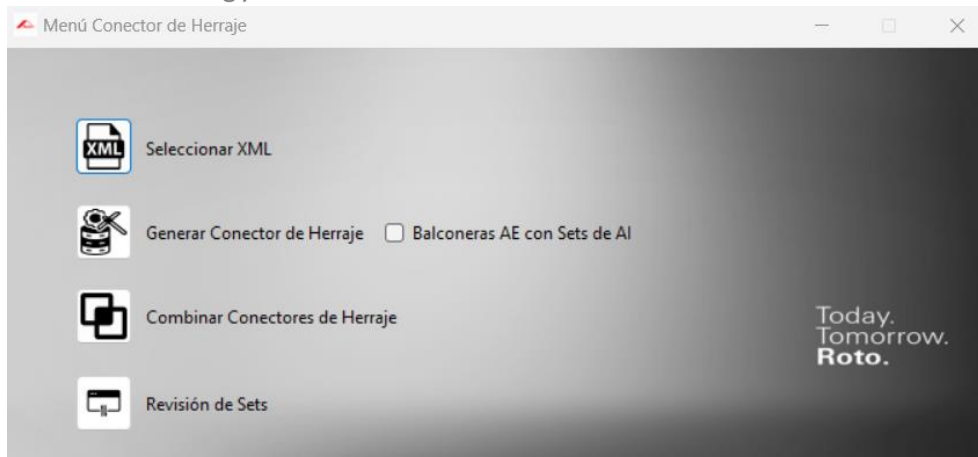 Menú Conector de Herraje
XML
Seleccionar XML
Generar Conector de Herraje Balconeras AE con Sets de AI
Combinar Conectores de Herraje
Today.
Tomorrow.
Roto.
Revisión de Sets